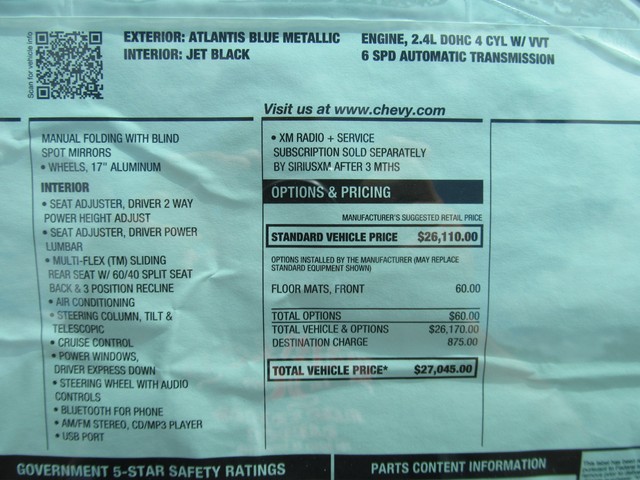 Scan for vehicle info
EXTERIOR: ATLANTIS BLUE METALLIC
INTERIOR: JET BLACK
ENGINE, 2.4L DOHC 4 CYL W/ VVT
6 SPD AUTOMATIC TRANSMISSION
Visit us at www.chevy.com
MANUAL FOLDING WITH BLIND
SPOT MIRRORS
• WHEELS, 17" ALUMINUM
INTERIOR
• SEAT ADJUSTER, DRIVER 2 WAY
POWER HEIGHT ADJUST
• SEAT ADJUSTER, DRIVER POWER
LUMBAR
• MULTI-FLEX (TM) SLIDING
REAR SEAT W/ 60/40 SPLIT SEAT
BACK & 3 POSITION RECLINE
• AIR CONDITIONING
• STEERING COLUMN, TILT &
TELESCOPIC
• CRUISE CONTROL
• POWER WINDOWS,
DRIVER EXPRESS DOWN
• STEERING WHEEL WITH AUDIO
CONTROLS
• BLUETOOTH FOR PHONE
• AM/FM STEREO, CD/MP3 PLAYER
• USB PORT
• XM RADIO + SERVICE
SUBSCRIPTION SOLD SEPARATELY
BY SIRIUSXM AFTER 3 MTHS
OPTIONS & PRICING
MANUFACTURER'S SUGGESTED RETAIL PRICE
STANDARD VEHICLE PRICE $26,110.00
OPTIONS INSTALLED BY THE MANUFACTURER (MAY REPLACE
STANDARD EQUIPMENT SHOWN)
FLOOR MATS, FRONT 60.00
TOTAL OPTIONS $60.00
TOTAL VEHICLE & OPTIONS $26,170.00
DESTINATION CHARGE 875.00
TOTAL VEHICLE PRICE* $27,045.00
GOVERNMENT 5-STAR SAFETY RATINGS
PARTS CONTENT INFORMATION